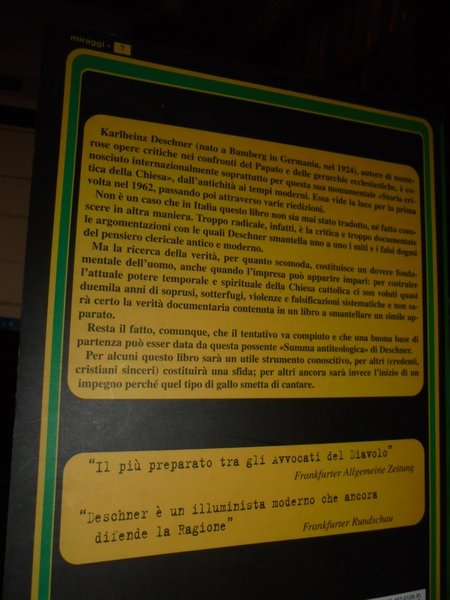 miraggi • 7
Karlheinz Deschner (nato a Bamberg in Germania, nel 1924), autore di nume-
rose opere critiche nei confronti del Papato e delle gerarchie ecclesiastiche, è co-
nosciuto internazionalmente soprattutto per questa sua monumentale «Storia cri-
tica della Chiesa», dall'antichità ai tempi moderni. Essa vide la luce per la prima
volta nel 1962, passando poi attraverso varie riedizioni.
Non è un caso che in Italia questo libro non sia mai stato tradotto, né fatto cono-
scere in altra maniera. Troppo radicale, infatti, è la critica e troppo documentate
le argomentazioni con le quali Deschner smantella uno a uno i miti e i falsi dogmi
del pensiero clericale antico e moderno.
Ma la ricerca della verità, per quanto scomoda, costituisce un dovere fonda-
mentale dell'uomo, anche quando l'impresa può apparire impari: per costruire
l'attuale potere temporale e spirituale della Chiesa cattolica ci son voluti quasi
duemila anni di soprusi, sotterfugi, violenze e falsificazioni sistematiche e non sa-
rà certo la verità documentaria contenuta in un libro a smantellare un simile ap-
parato.
Resta il fatto, comunque, che il tentativo va compiuto e che una buona base di
partenza può esser data da questa possente «Summa antiteologica» di Deschner.
Per alcuni questo libro sarà un utile strumento conoscitivo, per altri (credenti,
cristiani sinceri) costituirà una sfida; per altri ancora sarà invece l'inizio di un
impegno perché quel tipo di gallo smetta di cantare.
"Il più preparato tra gli Avvocati del Diavolo"
Frankfurter Allgemeine Zeitung
"Deschner è un illuminista moderno che ancora
difende la Ragione"
Frankfurter Rundschau